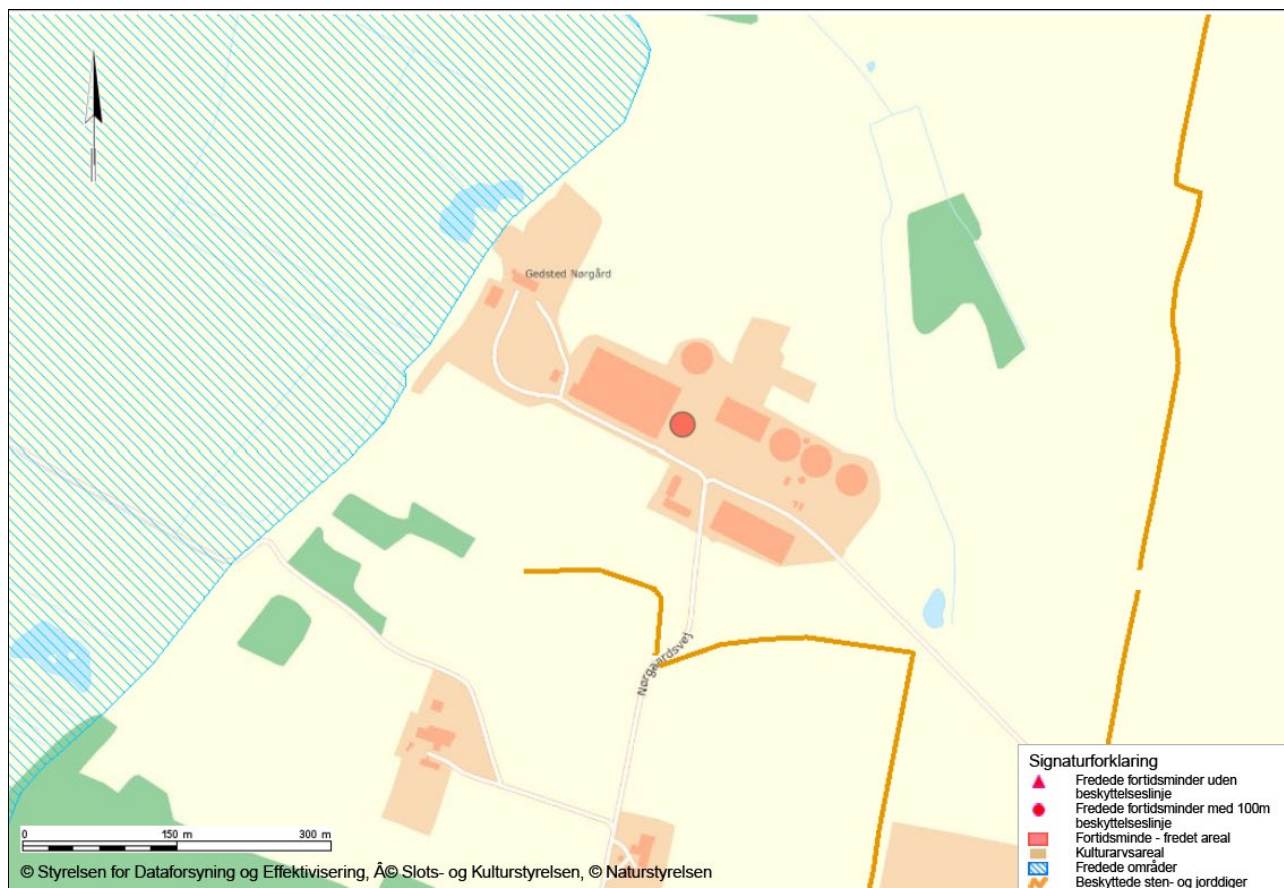 Gedsted Nørgård
Nørgaardsvej
Signaturforklaring
Fredede fortidsminder uden
beskyttelseslinje
Fredede fortidsminder med 100m
beskyttelseslinje
Fortidsminde - fredet areal
Kulturarvsareal
Fredede områder
Beskyttede sten- og jorddiger
0 150 m 300 m
© Styrelsen for Dataforsyning og Effektivisering, Â© Slots- og Kulturstyrelsen, © Naturstyrelsen